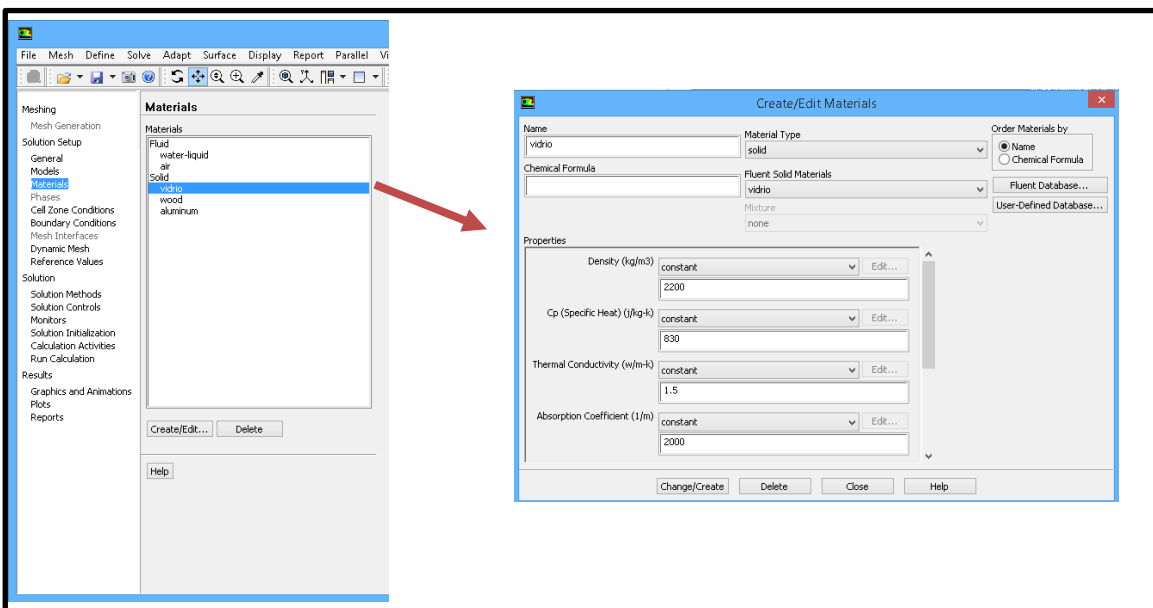 File Mesh Define Solve Adapt Surface Display Report Parallel Vi
Meshing
Mesh Generation
Solution Setup
General
Models
Materials
Phases
Cell Zone Conditions
Boundary Conditions
Mesh Interfaces
Dynamic Mesh
Reference Values
Solution
Solution Methods
Solution Controls
Monitors
Solution Initialization
Calculation Activities
Run Calculation
Results
Graphics and Animations
Plots
Reports
Materials
Materials
Fluid
water-liquid
air
Solid
vidrio
wood
aluminum
Create/Edit... Delete
Help
Create/Edit Materials
Name
vidrio
Chemical Formula
Material Type
solid
Fluent Solid Materials
vidrio
Mixture
none
Order Materials by
Name
Chemical Formula
Fluent Database...
User-Defined Database...
Properties
Density (kg/m3) constant Edit...
2200
Cp (Specific Heat) (j/kg-k) constant Edit...
830
Thermal Conductivity (w/m-k) constant Edit...
1.5
Absorption Coefficient (1/m) constant Edit...
2000
Change/Create Delete Close Help